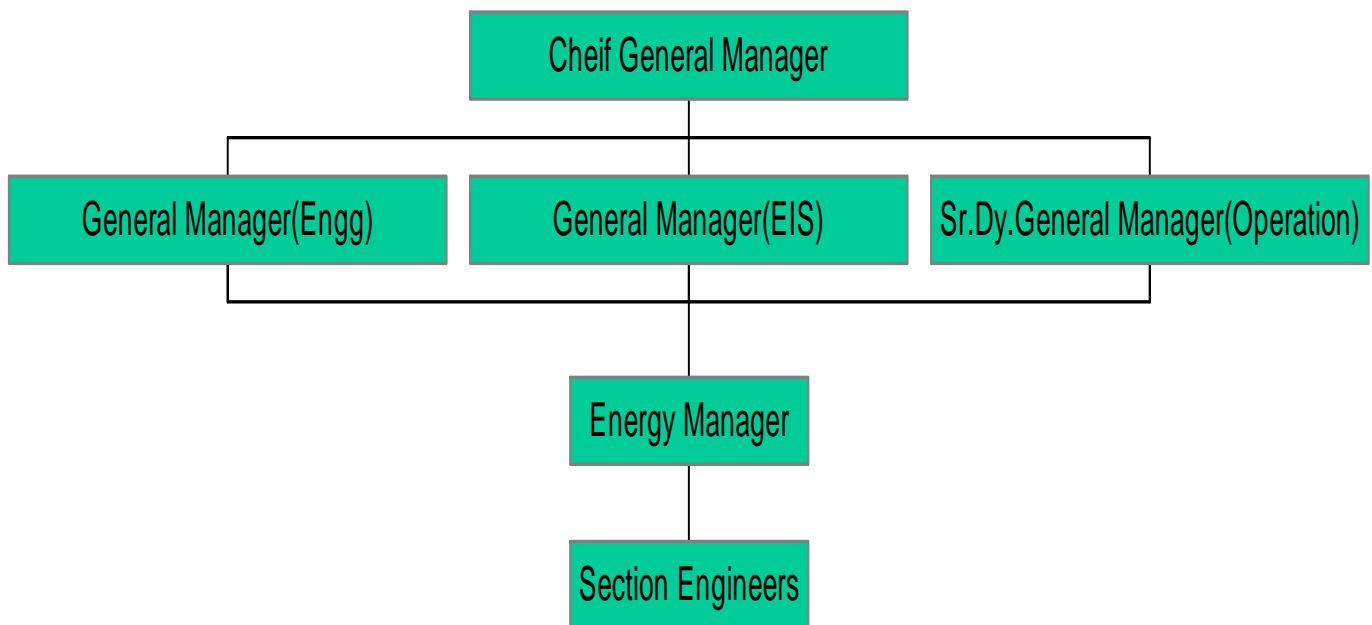 Cheif General Manager
General Manager(Engg)
General Manager(EIS)
Sr.Dy.General Manager(Operation)
Energy Manager
Section Engineers